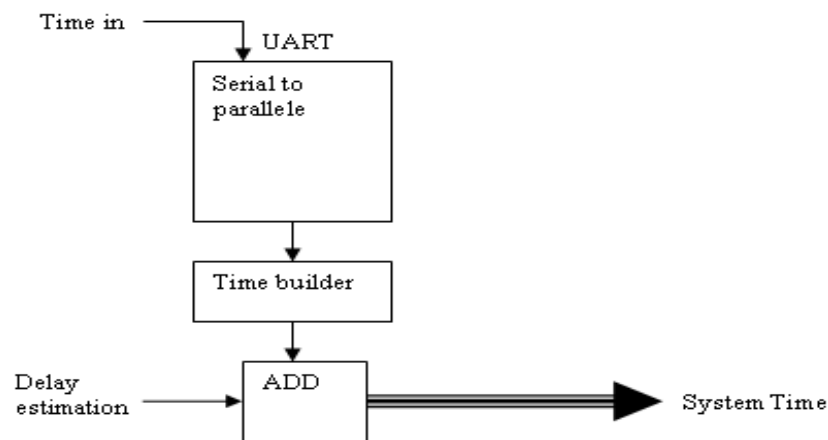 Time in
UART
Serial to
parallele
Time builder
Delay
estimation
ADD
System Time